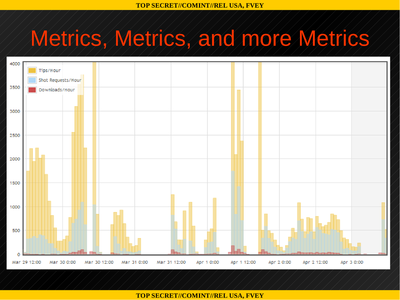 TOP SECRET//COMINT//REL USA, FVEY
Metrics, Metrics, and more Metrics
4000
Trips/Hour
Shot Requests/Hour
Downloads/Hour
3500
3000
2500
2000
1500
1000
500
0
Mar 29 12:00 Mar 30 0:00 Mar 30 12:00 Mar 31 0:00 Mar 31 12:00 Apr 1 0:00 Apr 1 12:00 Apr 2 0:00 Apr 2 12:00 Apr 3 0:00
TOP SECRET//COMINT//REL USA, FVEY